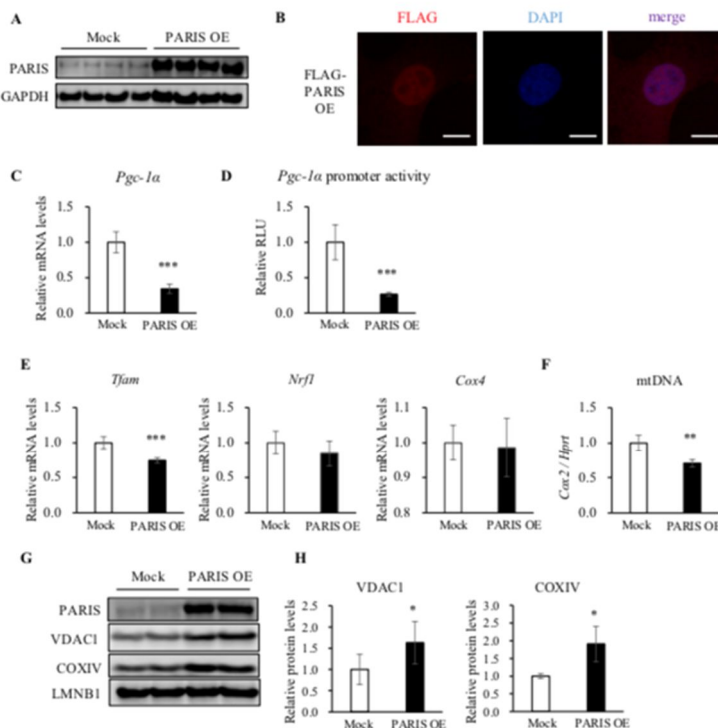 A
Mock PARIS OE
PARIS
GAPDH
B
FLAG DAPI merge
FLAG-
PARIS
OE
C
Pgc-1α
Relative mRNA levels
1.5
1.0
0.5
0.0
***
Mock PARIS OE
D
Pgc-1α promoter activity
Relative RLU
1.5
1.0
0.5
0.0
***
Mock PARIS OE
E
Tfam
Relative mRNA levels
1.5
1.0
0.5
0.0
***
Mock PARIS OE
Nrf1
Relative mRNA levels
1.5
1.0
0.5
0.0
Mock PARIS OE
Cox4
Relative mRNA levels
1.1
1.0
0.9
0.8
Mock PARIS OE
F
mtDNA
Cox2 / Hprt
1.5
1.0
0.5
0.0
**
Mock PARIS OE
G
Mock PARIS OE
PARIS
VDAC1
COXIV
LMNB1
H
VDAC1
Relative protein levels
2.5
2.0
1.5
1.0
0.5
0.0
*
Mock PARIS OE
COXIV
Relative protein levels
3.0
2.5
2.0
1.5
1.0
0.5
0.0
*
Mock PARIS OE